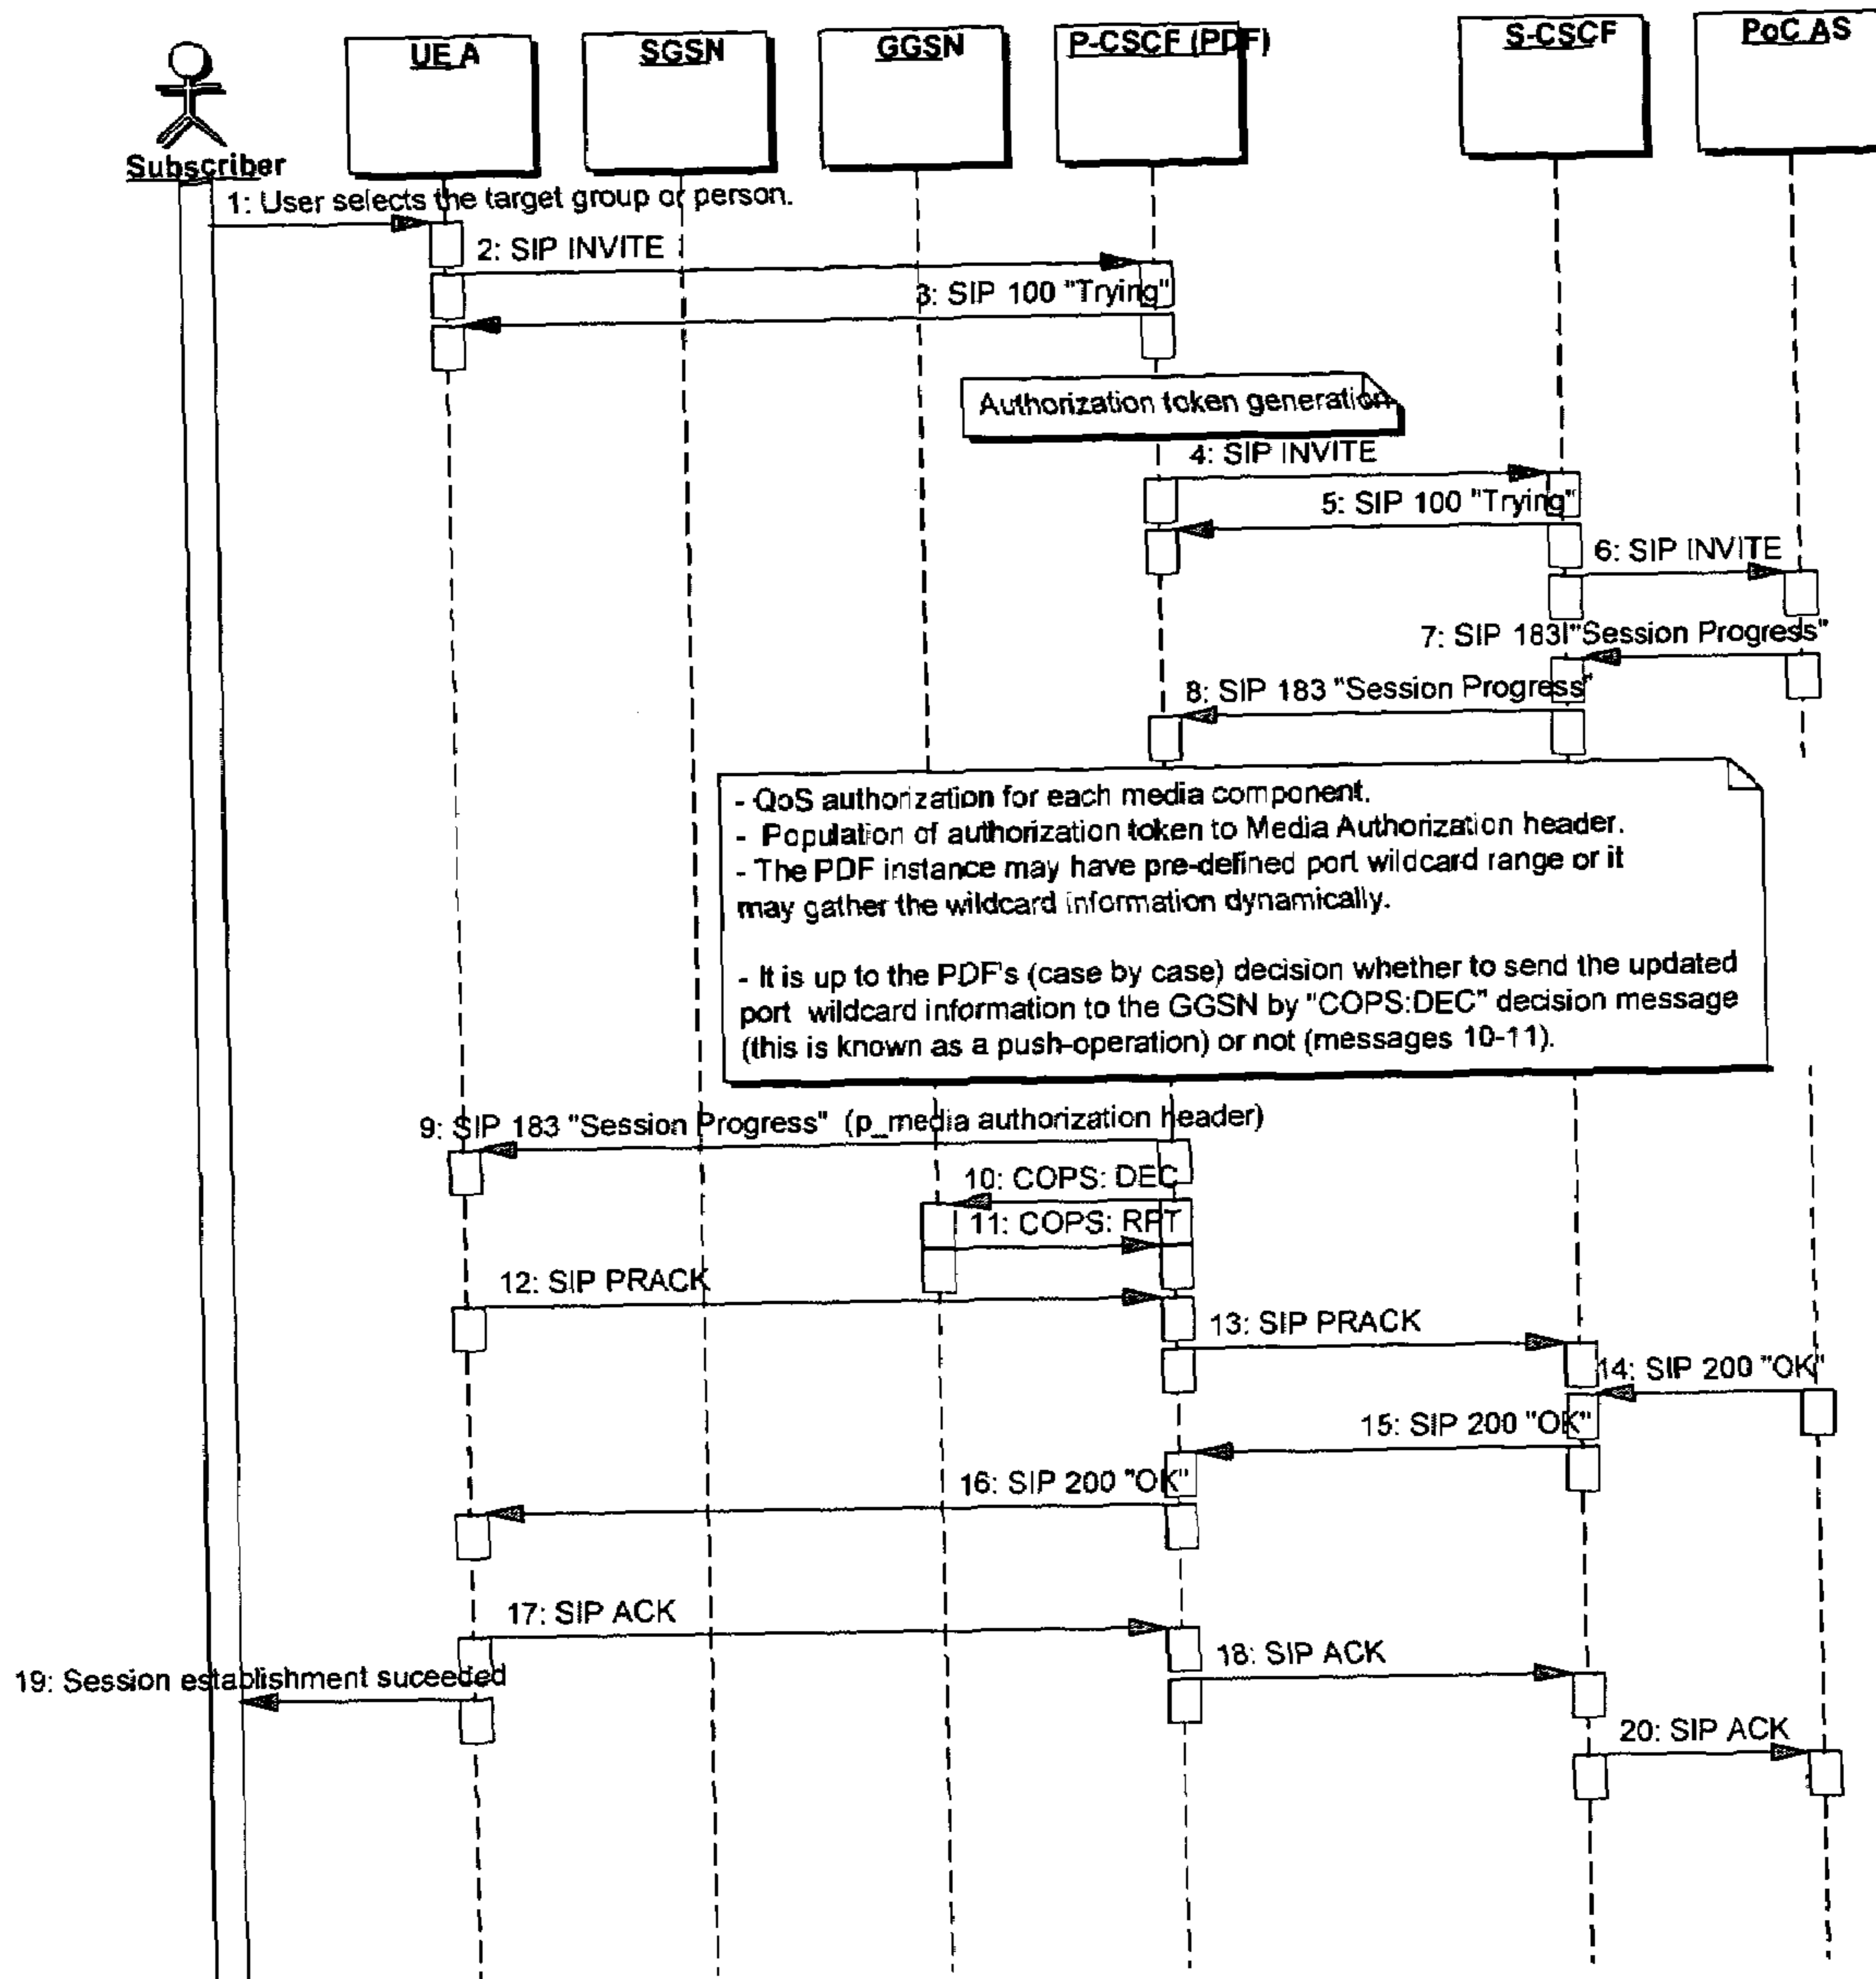 UE A
SGSN
GGSN
P-CSCF (PDF)
S-CSCF
PoC AS
Subscriber
1: User selects the target group or person.
2: SIP INVITE
3: SIP 100 "Trying"
Authorization token generation
4: SIP INVITE
5: SIP 100 "Trying"
6: SIP INVITE
7: SIP 183 "Session Progress"
8: SIP 183 "Session Progress"
- QoS authorization for each media component.
- Population of authorization token to Media Authorization header.
- The PDF instance may have pre-defined port wildcard range or it
may gather the wildcard information dynamically.
- It is up to the PDF's (case by case) decision whether to send the updated
port wildcard information to the GGSN by "COPS:DEC" decision message
(this is known as a push-operation) or not (messages 10-11).
9: SIP 183 "Session Progress" (p_media authorization header)
10: COPS: DEC
11: COPS: RPT
12: SIP PRACK
13: SIP PRACK
14: SIP 200 "OK"
15: SIP 200 "OK"
16: SIP 200 "OK"
17: SIP ACK
18: SIP ACK
19: Session establishment suceeded
20: SIP ACK